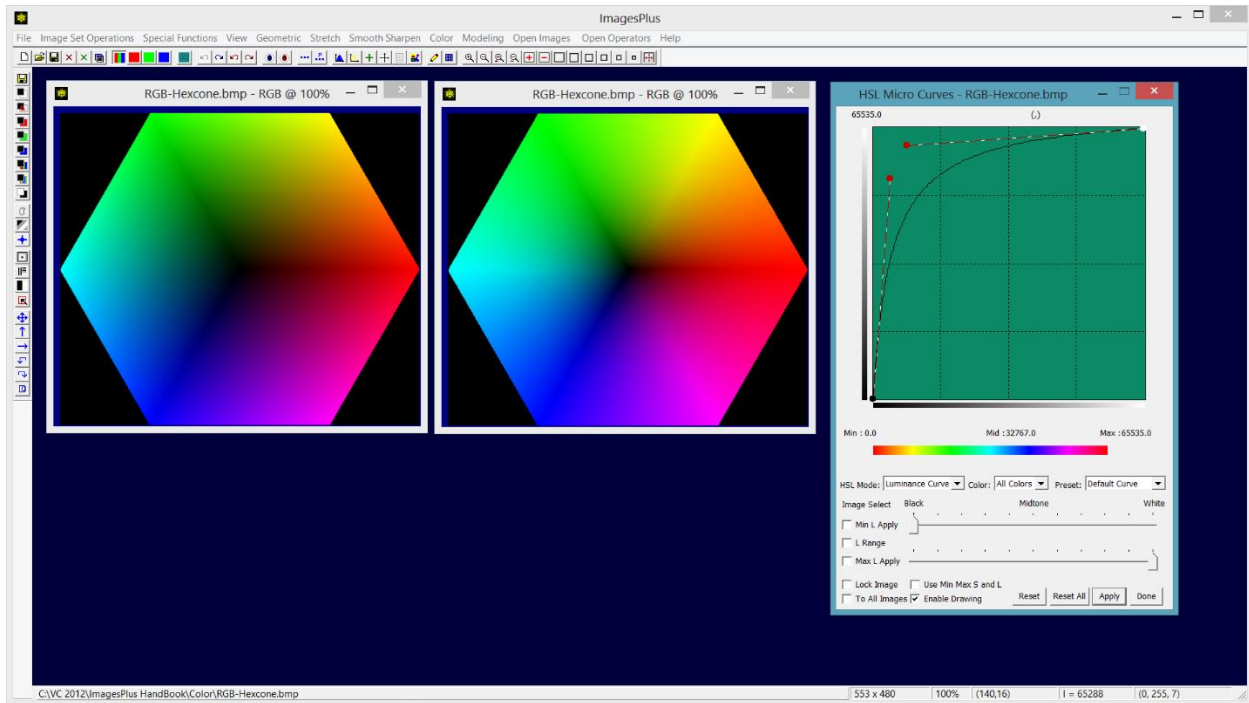 ImagesPlus
File Image Set Operations Special Functions View Geometric Stretch Smooth Sharpen Color Modeling Open Images Open Operators Help
RGB-Hexcone.bmp - RGB @ 100%
RGB-Hexcone.bmp - RGB @ 100%
HSL Micro Curves - RGB-Hexcone.bmp
65535.0 (,)
Min : 0.0 Mid :32767.0 Max :65535.0
HSL Mode: Luminance Curve Color: All Colors Preset: Default Curve
Image Select Black Midtone White
Min L Apply
L Range
Max L Apply
Lock Image Use Min Max S and L
To All Images Enable Drawing Reset Reset All Apply Done
C:\VC 2012\ImagesPlus HandBook\Color\RGB-Hexcone.bmp 553 x 480 100% (140,16) I = 65288 (0, 255, 7)